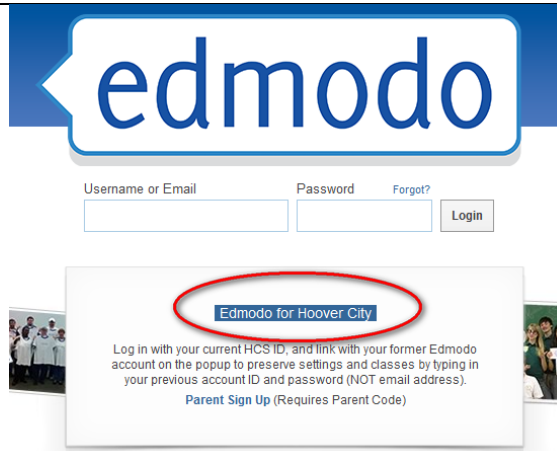 edmodo
Username or Email Password Forgot?
Login
Edmodo for Hoover City
Log in with your current HCS ID, and link with your former Edmodo
account on the popup to preserve settings and classes by typing in
your previous account ID and password (NOT email address).
Parent Sign Up (Requires Parent Code)